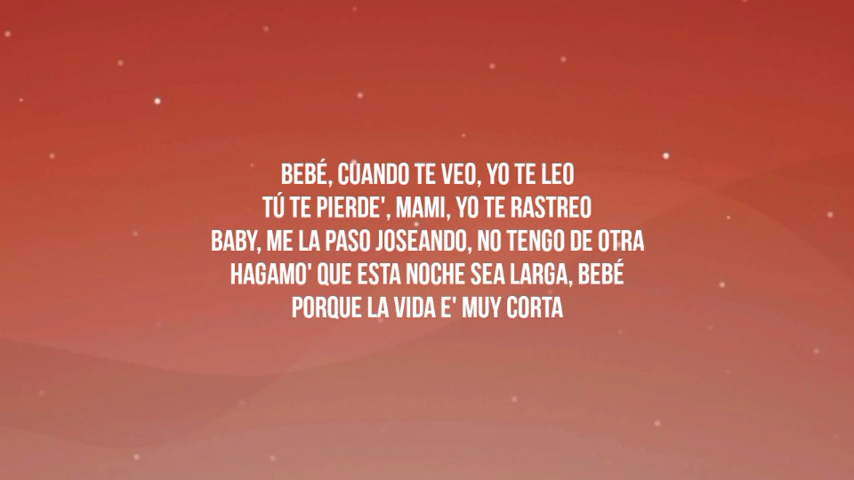 BEBÉ, CUANDO TE VEO, YO TE LEO
TÚ TE PIERDE', MAMI, YO TE RASTREO
BABY, ME LA PASO JOSEANDO, NO TENGO DE OTRA
HAGAMO' QUE ESTA NOCHE SEA LARGA, BEBÉ
PORQUE LA VIDA E' MUY CORTA